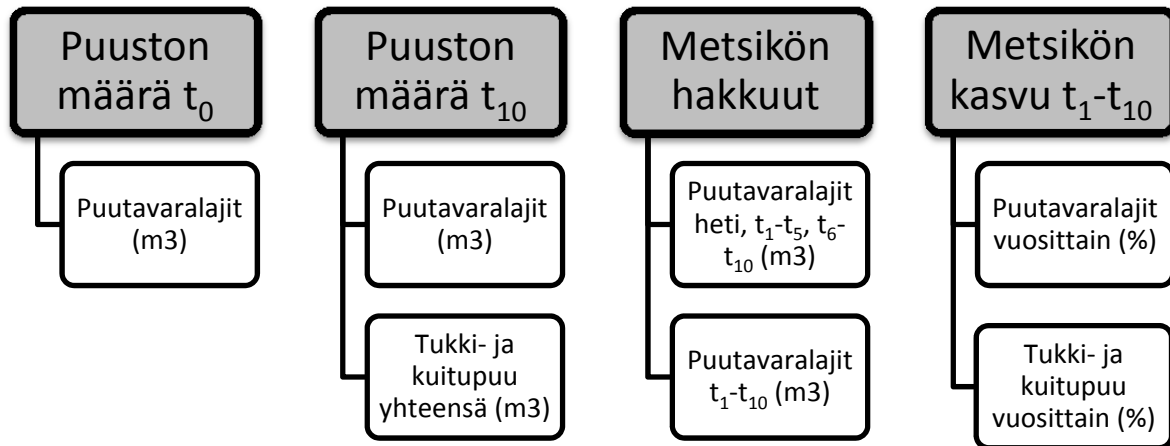 Puuston
määrä t₀
Puutavaralajit
(m3)
Puuston
määrä t₁₀
Puutavaralajit
(m3)
Tukki- ja
kuitupuu
yhteensä (m3)
Metsikön
hakkuut
Puutavaralajit
heti, t₁-t₅, t₆-
t₁₀ (m3)
Puutavaralajit
t₁-t₁₀ (m3)
Metsikön
kasvu t₁-t₁₀
Puutavaralajit
vuosittain (%)
Tukki- ja
kuitupuu
vuosittain (%)